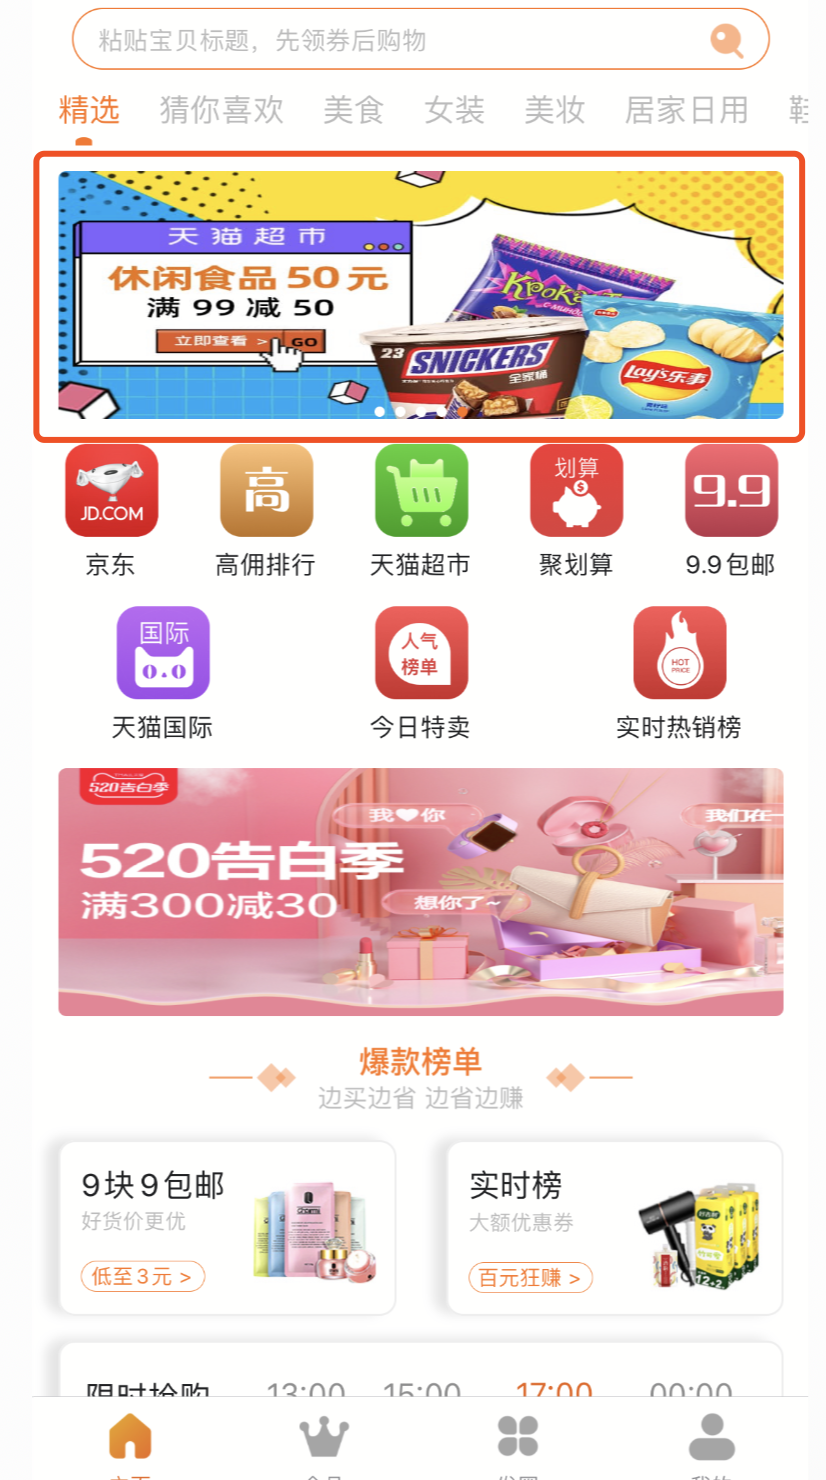 粘贴宝贝标题，先领券后购物
精选 猜你喜欢 美食 女装 美妆 居家日用 鞋
天猫超市
休闲食品50元
满99减50
立即查看 > GO
23 SNICKERS
全家桶
Lay's乐事
JD.COM
高
划算
9.9
京东 高佣排行 天猫超市 聚划算 9.9包邮
国际
人气
榜单
HOT
PRICE
天猫国际 今日特卖 实时热销榜
520告白季
我你
我们在一
520告白季
满300减30
想你了~
爆款榜单
边买边省 边省边赚
9块9包邮
实时榜
好货价更优
大额优惠券
低至3元 >
百元狂赚 >
12+2
限时抢购 13:00 15:00 17:00 00:00